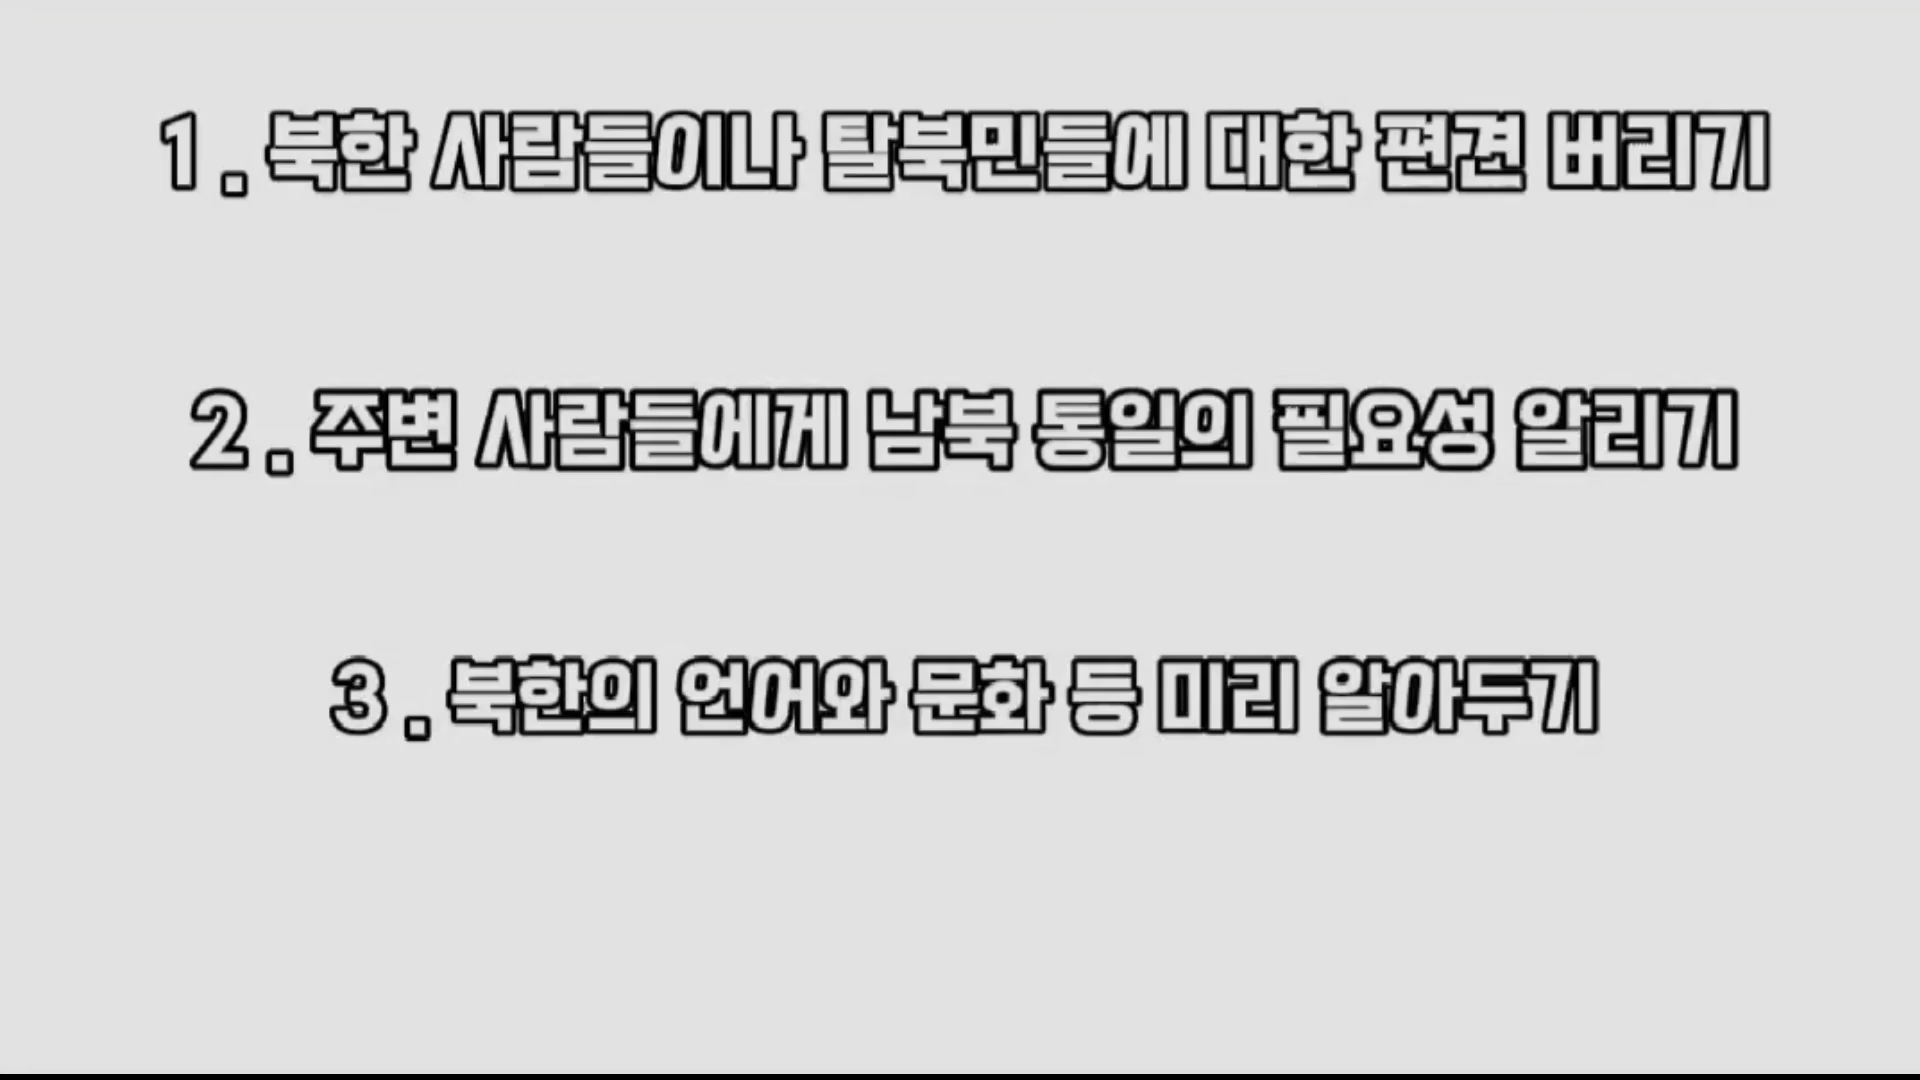 1. 북한 사람들이나 탈북민들에 대한 편견 버리기
2. 주변 사람들에게 남북 통일의 필요성 알리기
3. 북한의 언어와 문화 등 미리 알아두기